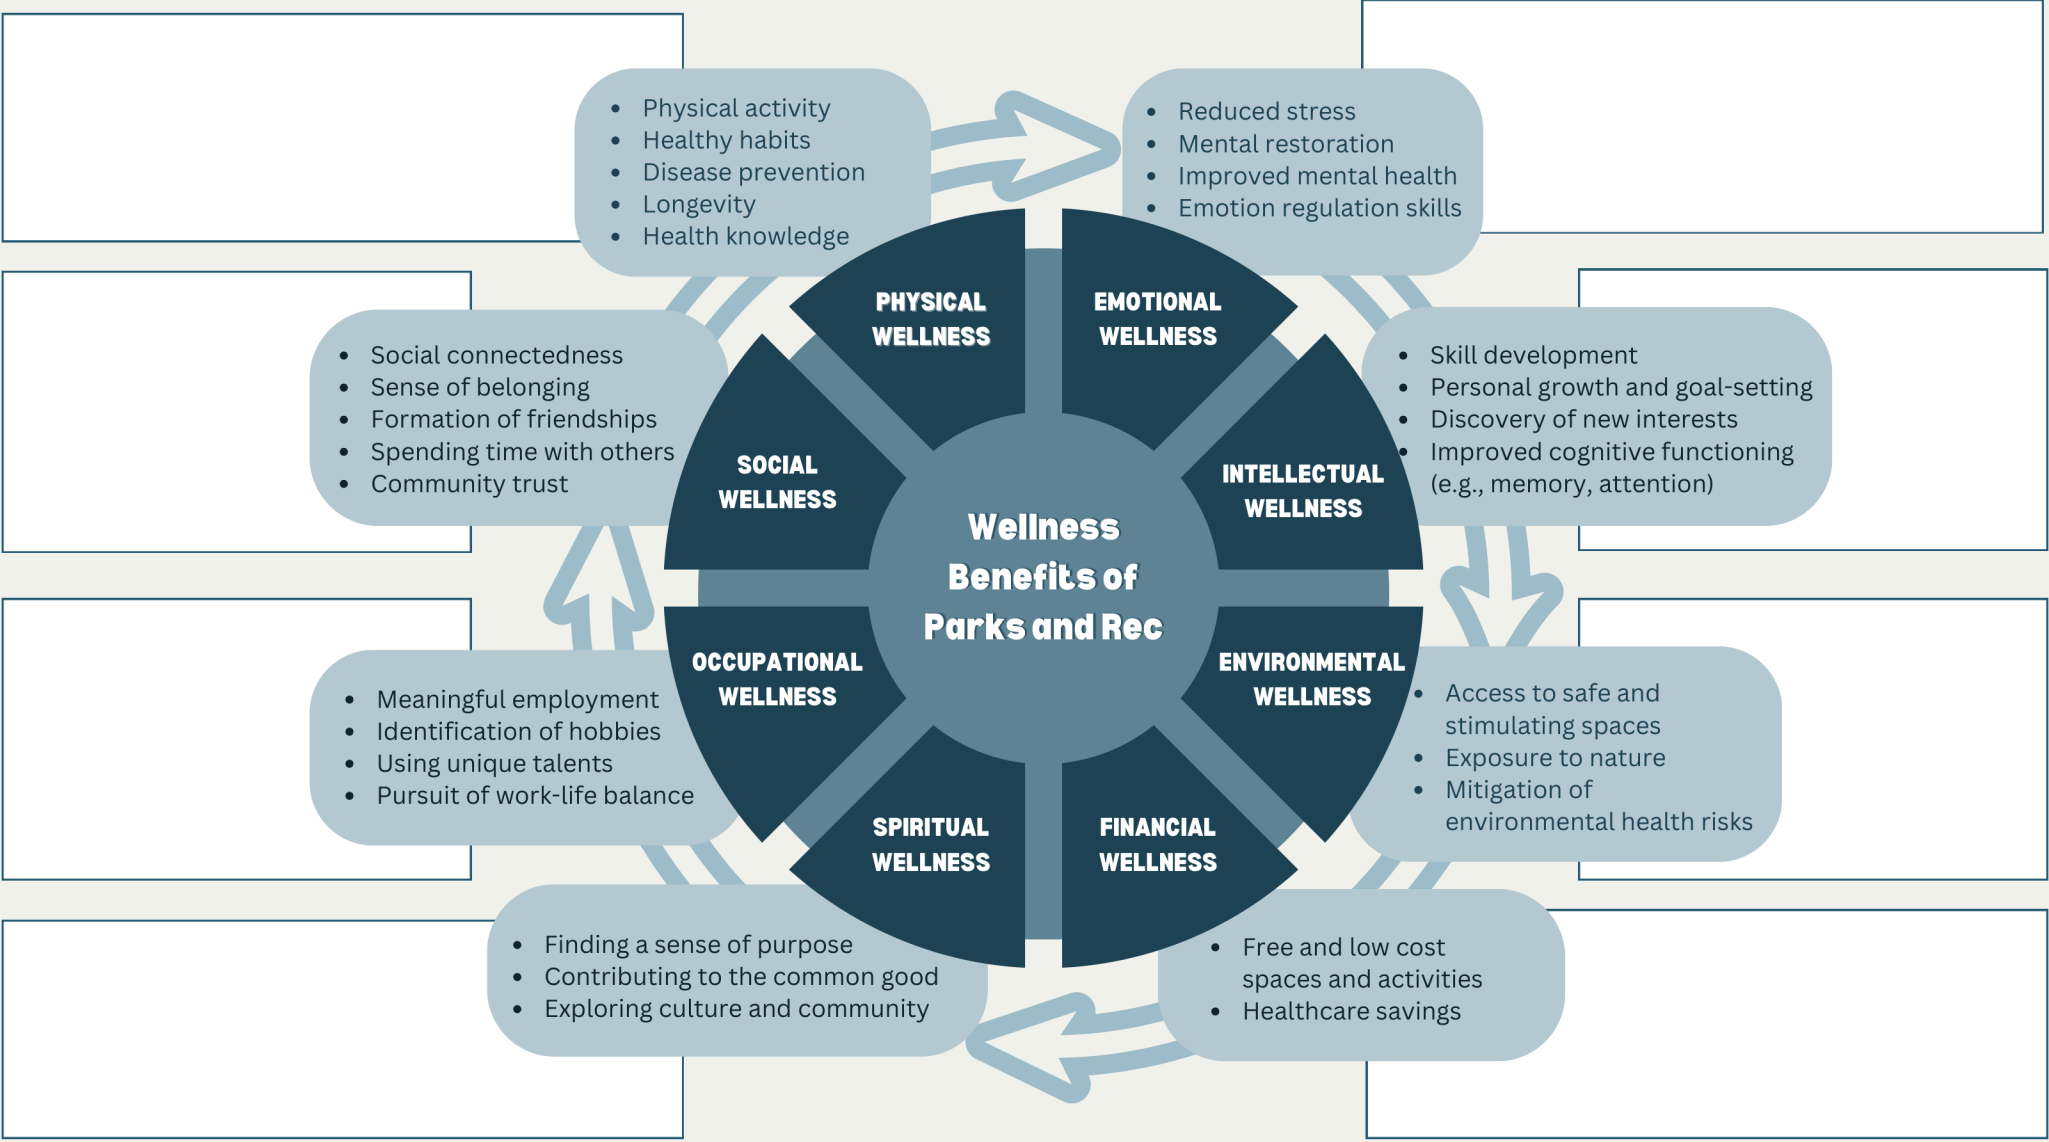 • Physical activity
• Healthy habits
• Disease prevention
• Longevity
• Health knowledge
• Reduced stress
• Mental restoration
• Improved mental health
• Emotion regulation skills
PHYSICAL
WELLNESS
EMOTIONAL
WELLNESS
• Social connectedness
• Sense of belonging
• Formation of friendships
• Spending time with others
• Community trust
SOCIAL
WELLNESS
INTELLECTUAL
WELLNESS
• Skill development
• Personal growth and goal-setting
• Discovery of new interests
• Improved cognitive functioning
(e.g., memory, attention)
Wellness
Benefits of
Parks and Rec
• Meaningful employment
• Identification of hobbies
• Using unique talents
• Pursuit of work-life balance
OCCUPATIONAL
WELLNESS
ENVIRONMENTAL
WELLNESS
• Access to safe and
stimulating spaces
• Exposure to nature
• Mitigation of
environmental health risks
SPIRITUAL
WELLNESS
FINANCIAL
WELLNESS
• Finding a sense of purpose
• Contributing to the common good
• Exploring culture and community
• Free and low cost
spaces and activities
• Healthcare savings